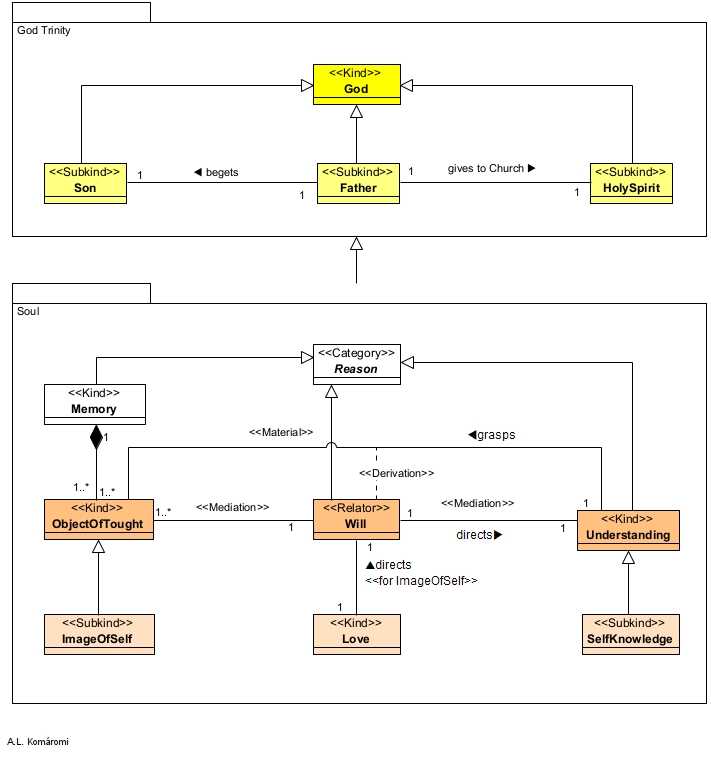 God Trinity
<<Kind>>
God
<<Subkind>>
Son
1
◄ begets
1
<<Subkind>>
Father
1
gives to Church ►
1
<<Subkind>>
HolySpirit
Soul
<<Category>>
Reason
<<Kind>>
Memory
1
<<Material>>
◄grasps
<<Derivation>>
1..*
1..*
<<Kind>>
ObjectOfTought
1..*
<<Mediation>>
1
<<Relator>>
Will
1
<<Mediation>>
directs►
1
1
<<Kind>>
Understanding
1
▲directs
<<for ImageOfSelf>>
1
<<Subkind>>
ImageOfSelf
<<Kind>>
Love
<<Subkind>>
SelfKnowledge
A.L. Komáromi